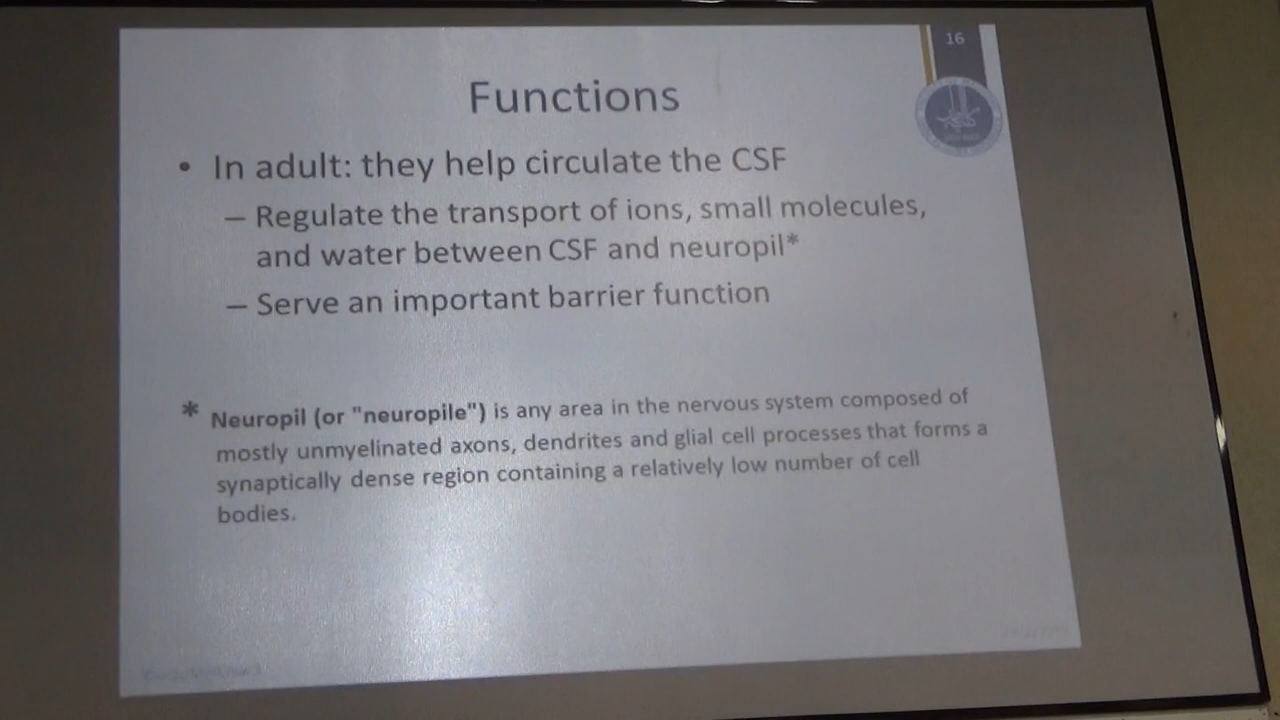 16
Functions
• In adult: they help circulate the CSF
– Regulate the transport of ions, small molecules,
and water between CSF and neuropil*
– Serve an important barrier function
* Neuropil (or "neuropile") is any area in the nervous system composed of
mostly unmyelinated axons, dendrites and glial cell processes that forms a
synaptically dense region containing a relatively low number of cell
bodies.